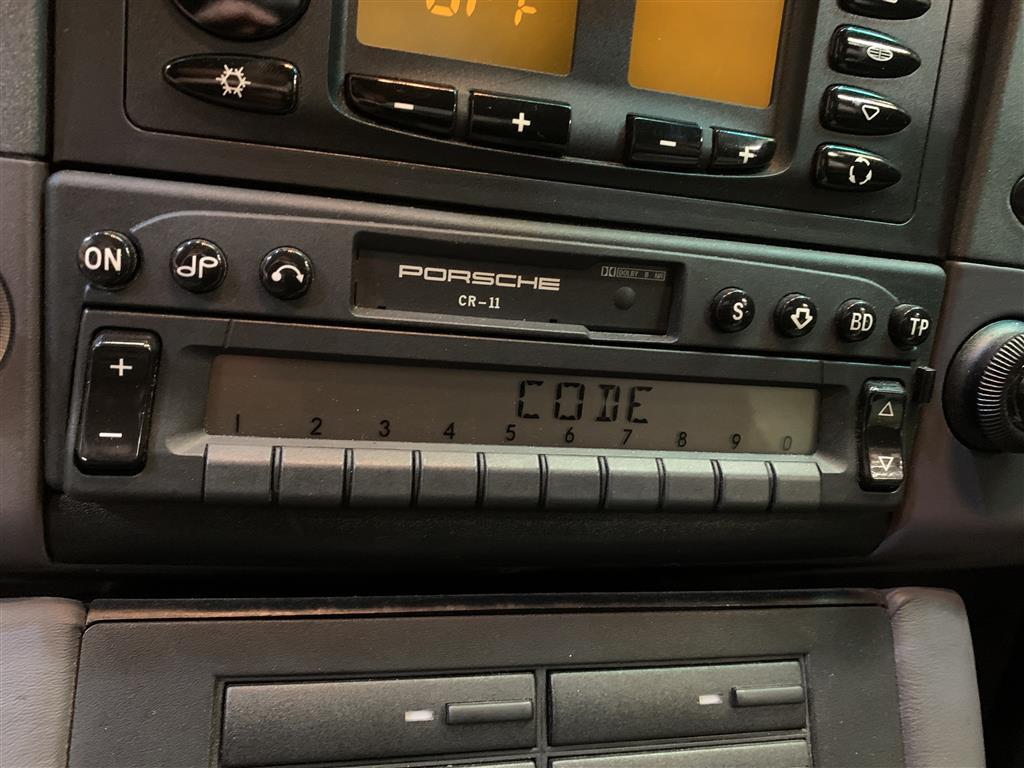 OFF
- +
- +
ON
PORSCHE
CR-11
DOLBY B NR
S
BD
TP
+
-
CODE
1 2 3 4 5 6 7 8 9 0